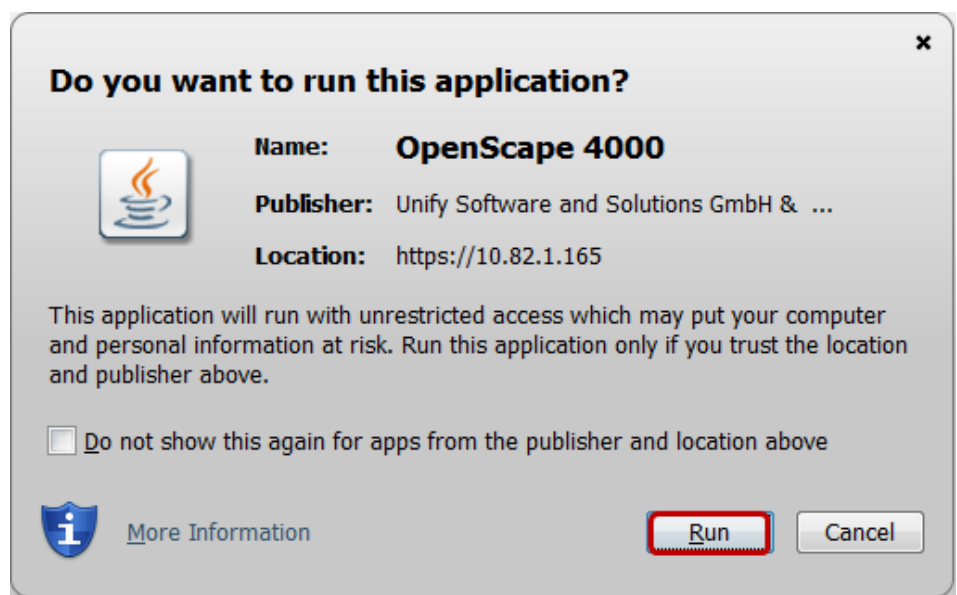 Do you want to run this application?
Name: OpenScape 4000
Publisher: Unify Software and Solutions GmbH & ...
Location: https://10.82.1.165
This application will run with unrestricted access which may put your computer
and personal information at risk. Run this application only if you trust the location
and publisher above.
Do not show this again for apps from the publisher and location above
More Information
Run Cancel